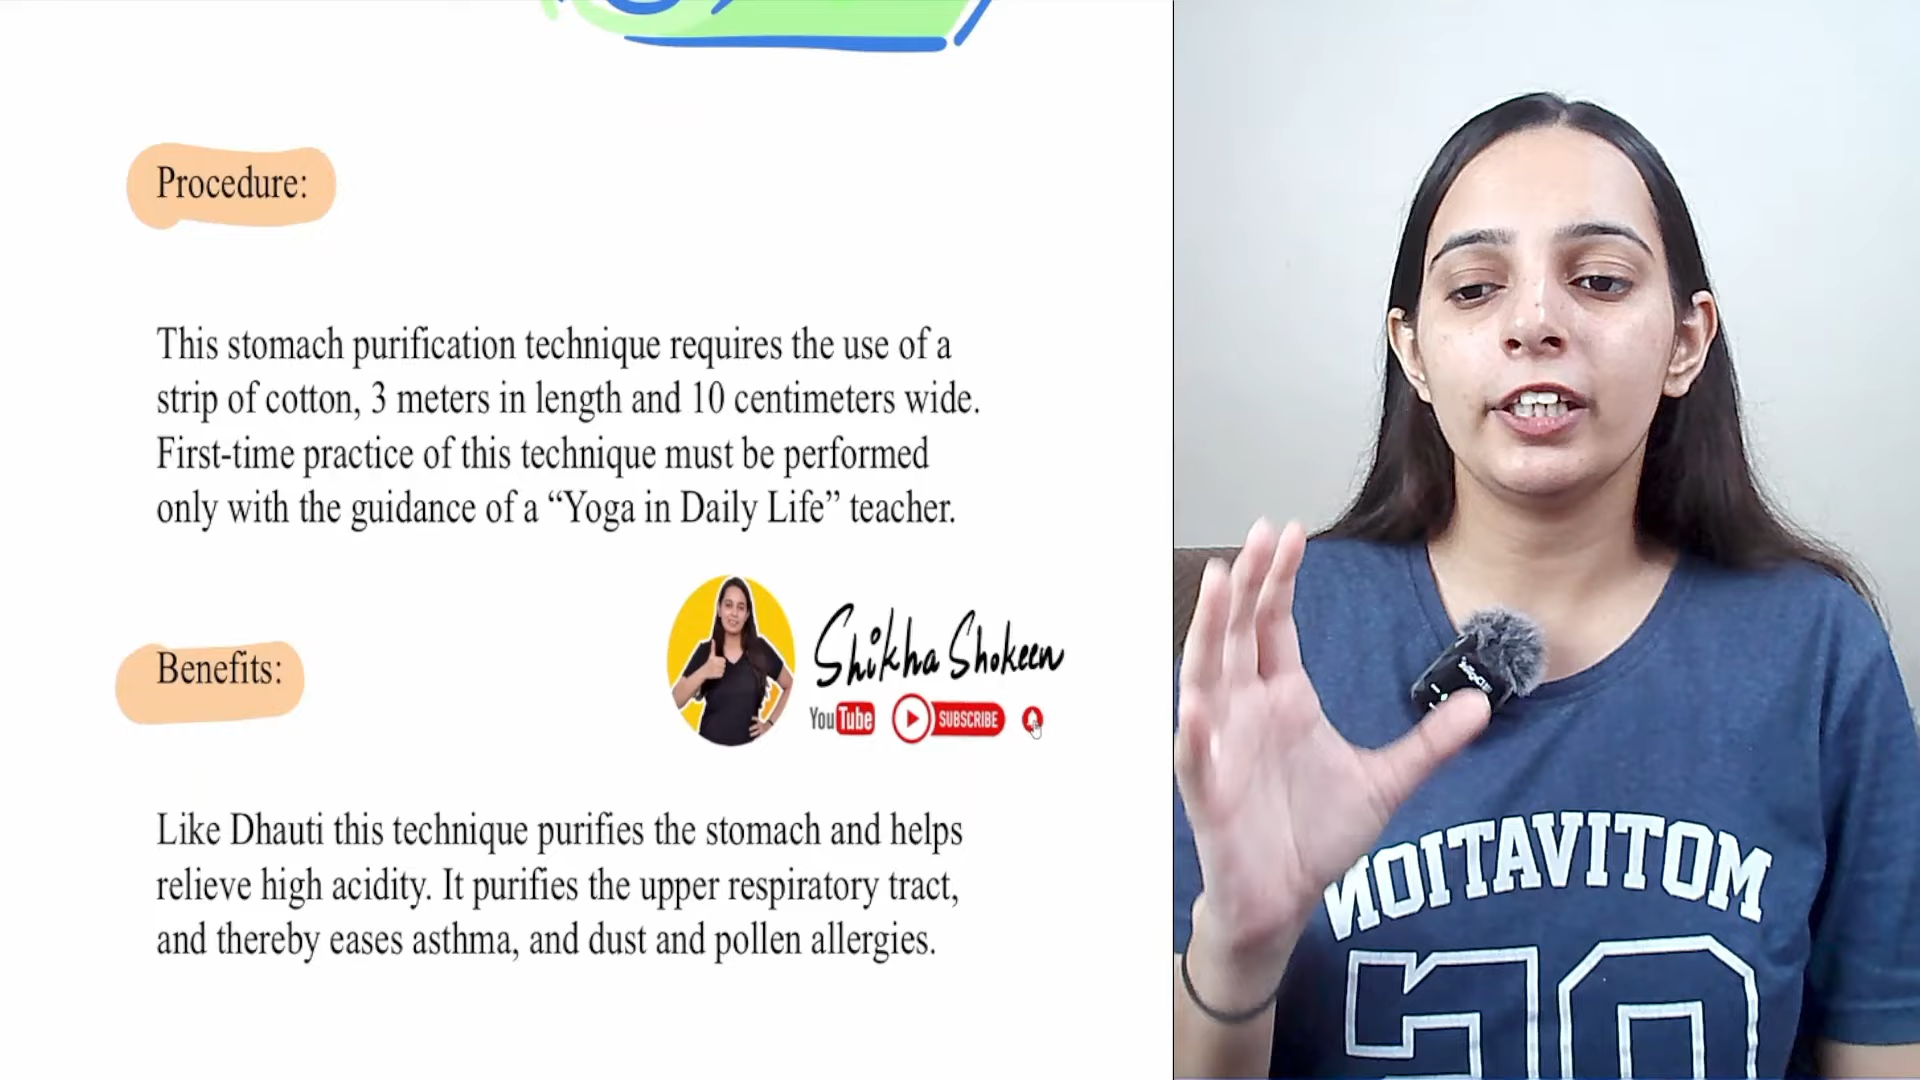 Procedure:
This stomach purification technique requires the use of a
strip of cotton, 3 meters in length and 10 centimeters wide.
First-time practice of this technique must be performed
only with the guidance of a “Yoga in Daily Life” teacher.
Shikha Shokeen
YouTube SUBSCRIBE
Benefits:
Like Dhauti this technique purifies the stomach and helps
relieve high acidity. It purifies the upper respiratory tract,
and thereby eases asthma, and dust and pollen allergies.
MOTIVATION